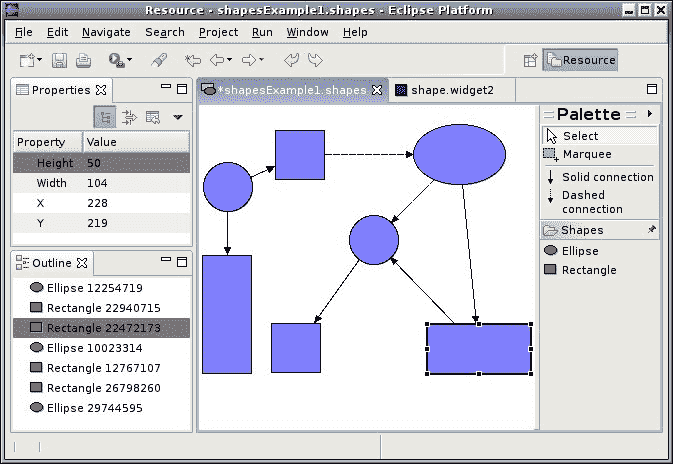 Resource - shapesExample1.shapes - Eclipse Platform
File Edit Navigate Search Project Run Window Help
Resource
Properties
Property Value
Height 50
Width 104
X 228
Y 219
Outline
Ellipse 12254719
Rectangle 22940715
Rectangle 22472173
Ellipse 10023314
Rectangle 12767107
Rectangle 26798260
Ellipse 29744595
*shapesExample1.shapes
shape.widget2
Palette
Select
Marquee
Solid connection
Dashed
connection
Shapes
Ellipse
Rectangle